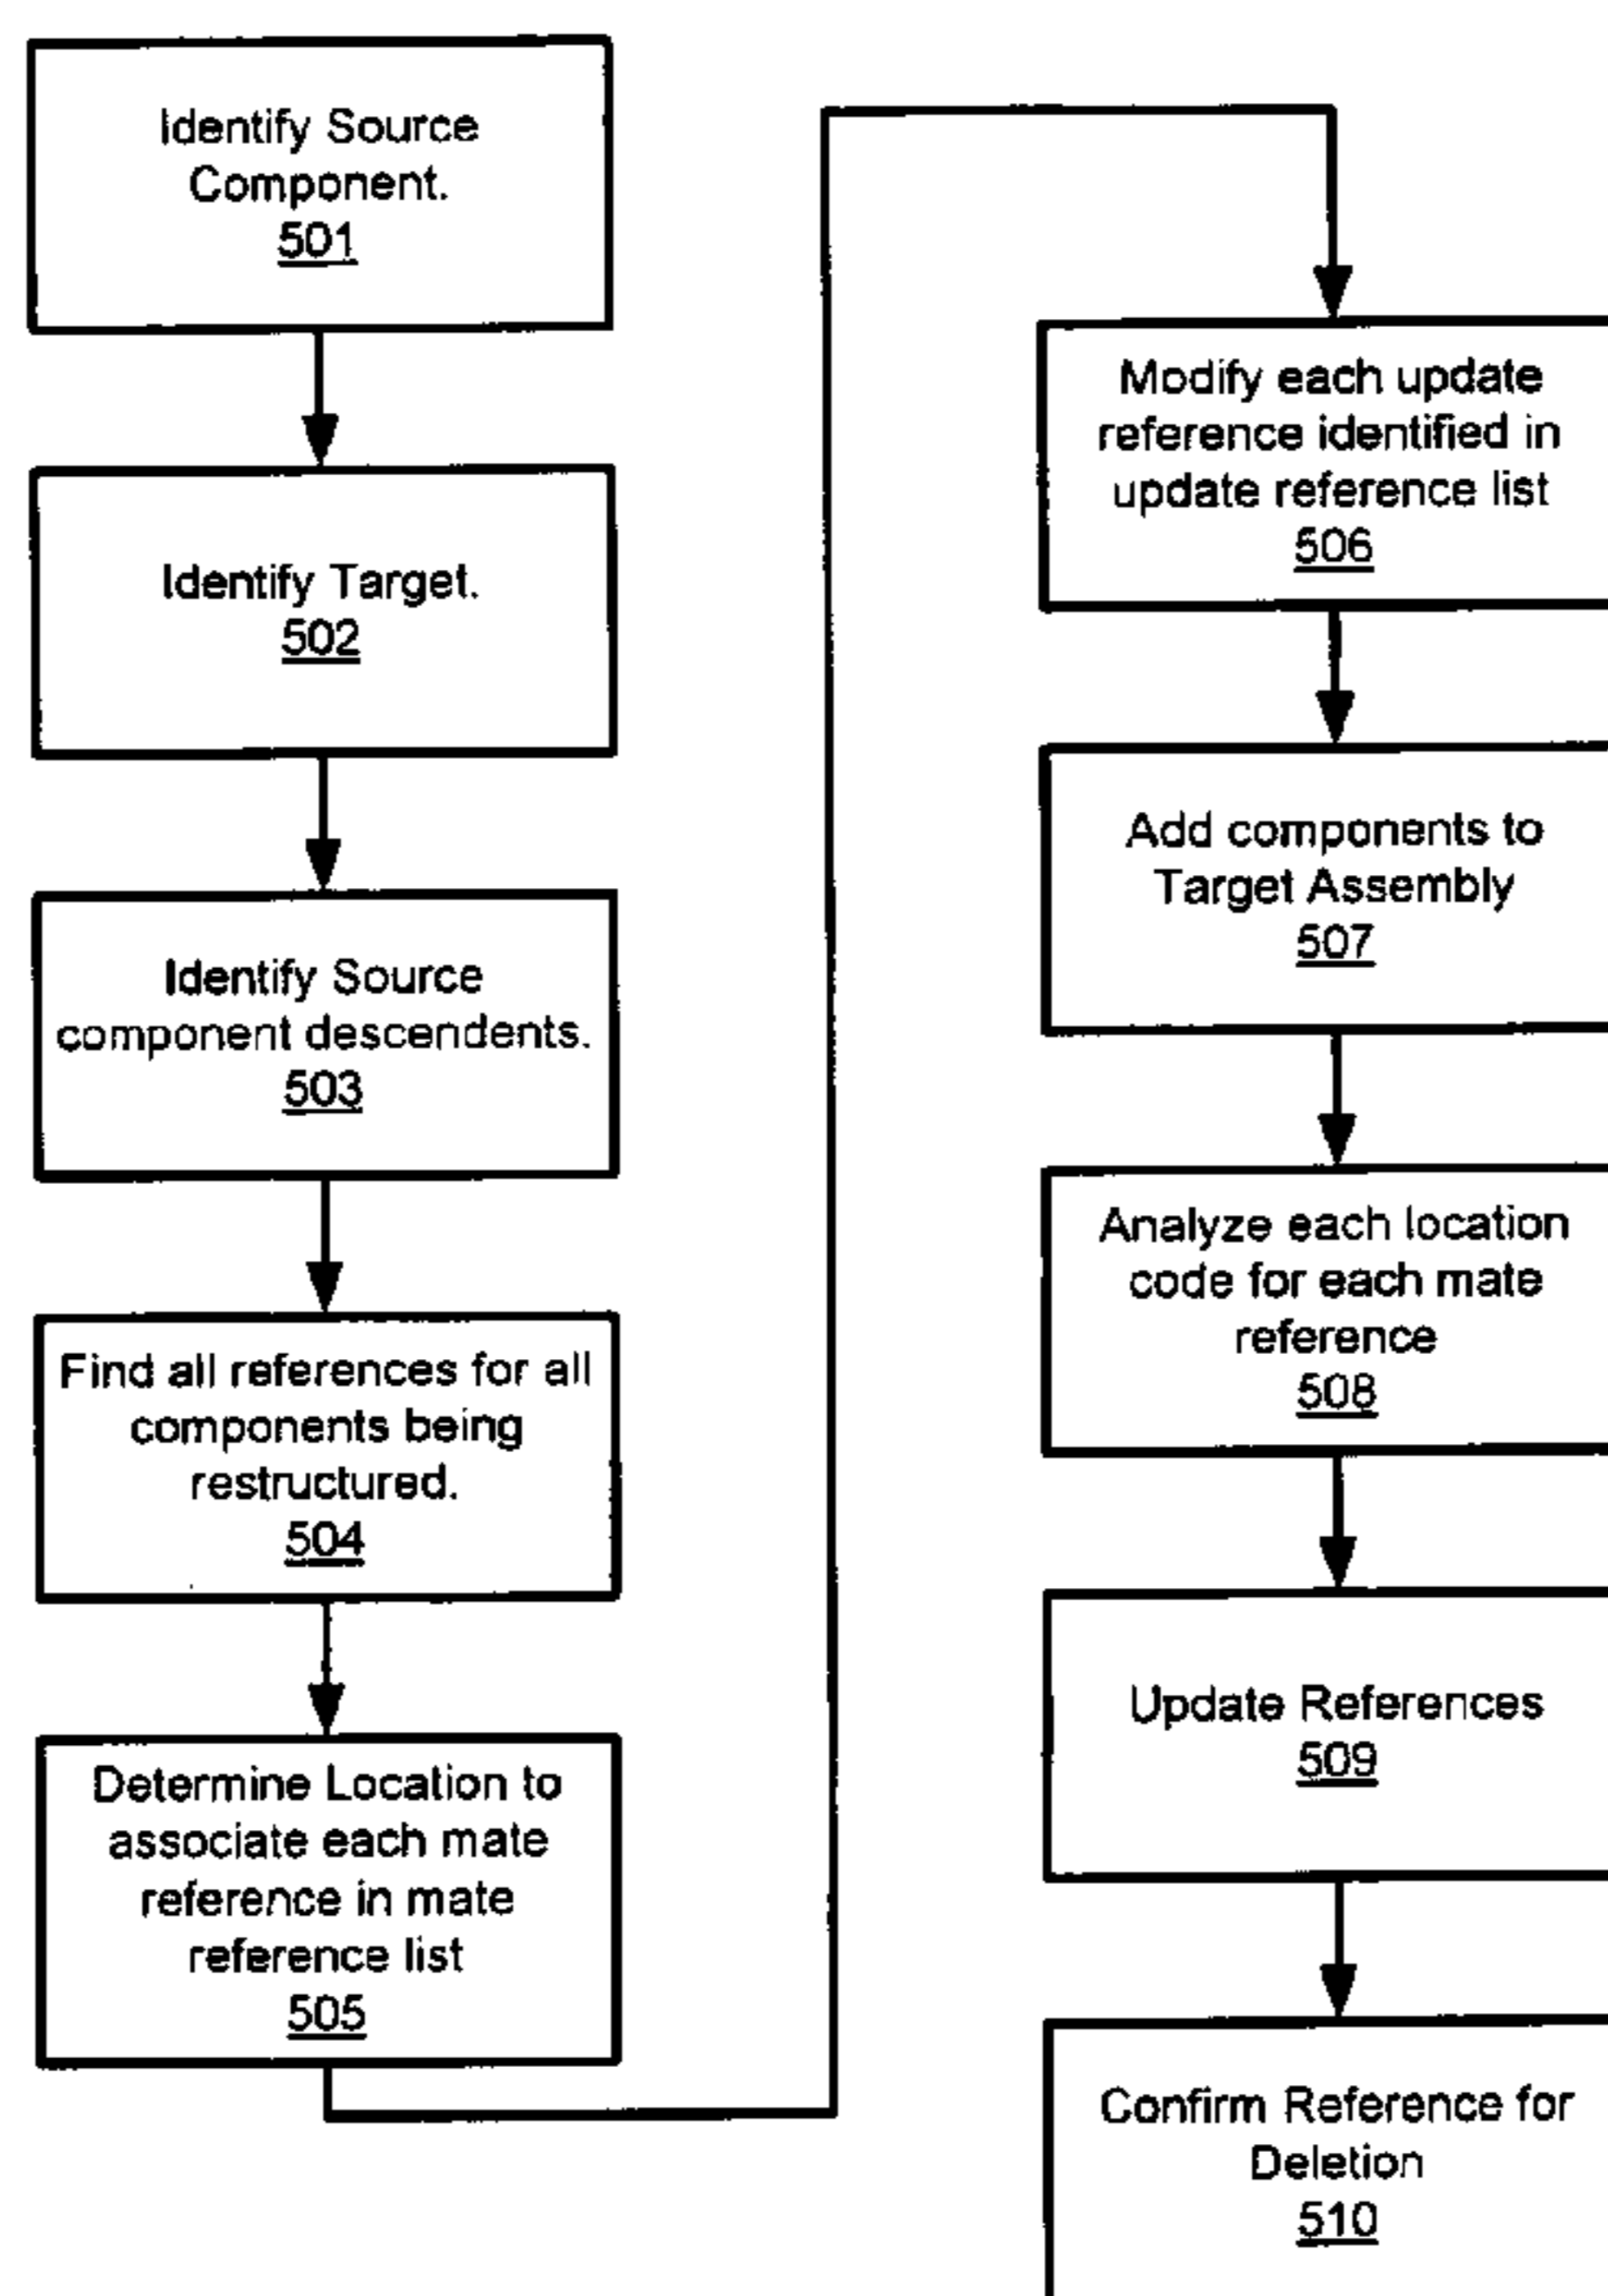 Identify Source
Component.
501
Identify Target.
502
Identify Source
component descendents.
503
Find all references for all
components being
restructured.
504
Determine Location to
associate each mate
reference in mate
reference list
505
Modify each update
reference identified in
update reference list
506
Add components to
Target Assembly
507
Analyze each location
code for each mate
reference
508
Update References
509
Confirm Reference for
Deletion
510